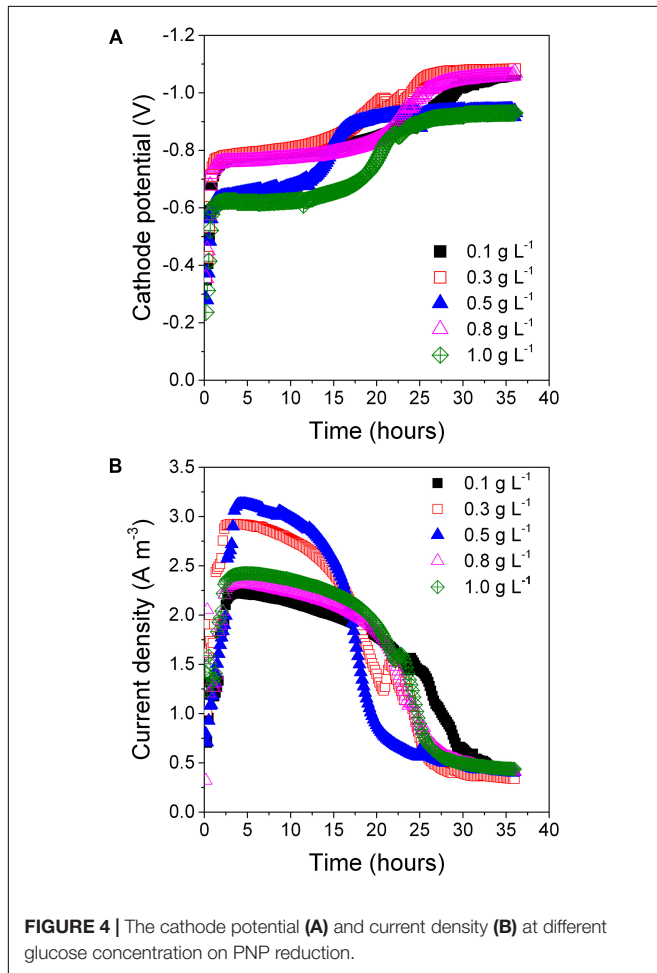 A
-1.2
-1.0
-0.8
-0.6
-0.4
-0.2
0.0
Cathode potential (V)
0.1 g L⁻¹
0.3 g L⁻¹
0.5 g L⁻¹
0.8 g L⁻¹
1.0 g L⁻¹
0 5 10 15 20 25 30 35 40
Time (hours)
B
3.5
3.0
2.5
2.0
1.5
1.0
0.5
0.0
Current density (A m⁻³)
0.1 g L⁻¹
0.3 g L⁻¹
0.5 g L⁻¹
0.8 g L⁻¹
1.0 g L⁻¹
0 5 10 15 20 25 30 35 40
Time (hours)
FIGURE 4 | The cathode potential (A) and current density (B) at different
glucose concentration on PNP reduction.